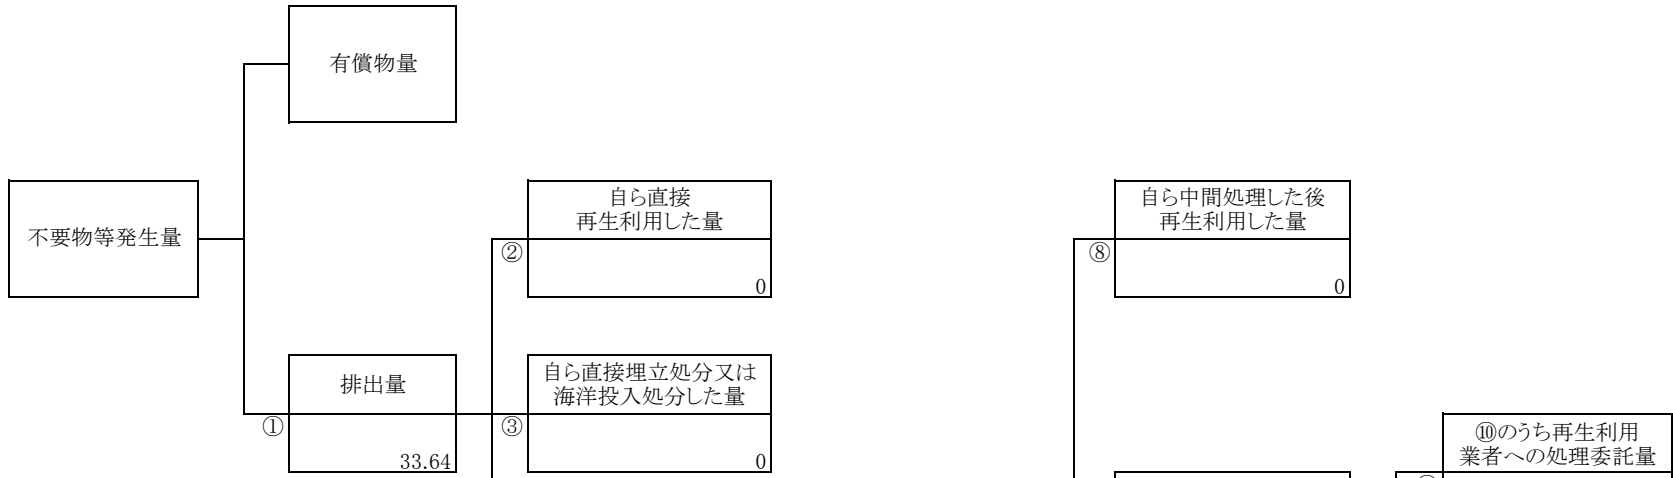 有償物量
不要物等発生量
自ら直接
再生利用した量
②
0
自ら中間処理した後
再生利用した量
⑧
0
排出量
①
33.64
自ら直接埋立処分又は
海洋投入処分した量
③
0
⑩のうち再生利用
業者への処理委託量